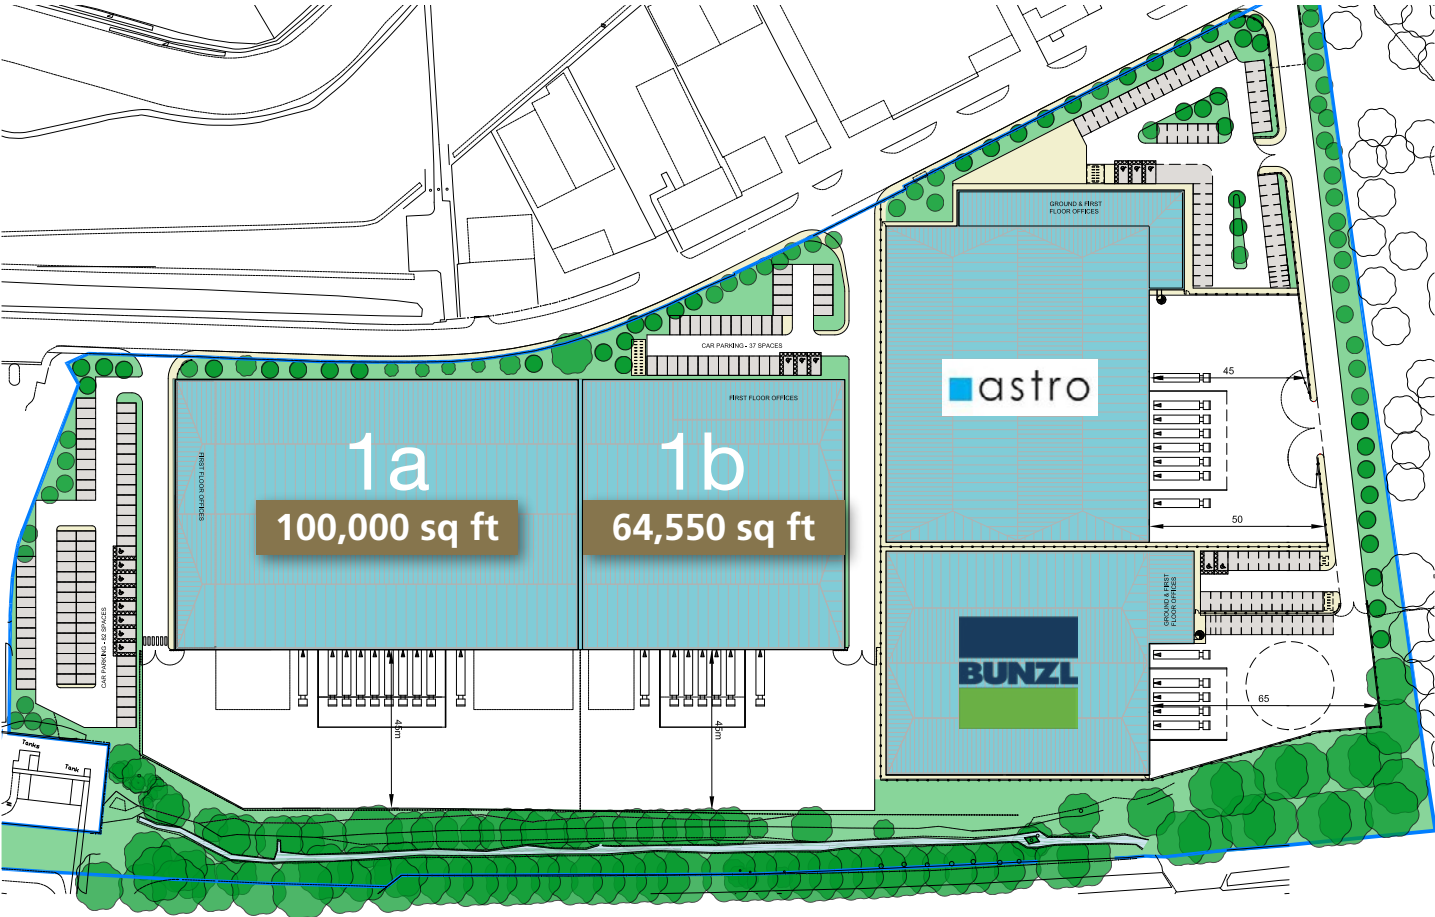 GROUND & FIRST
FLOOR OFFICES
CAR PARKING - 37 SPACES
FIRST FLOOR OFFICES
astro
45
1a
1b
FIRST FLOOR OFFICES
100,000 sq ft
64,550 sq ft
50
GROUND & FIRST
FLOOR OFFICES
CAR PARKING - 62 SPACES
BUNZL
65
45m
45m
Tanks
Tank